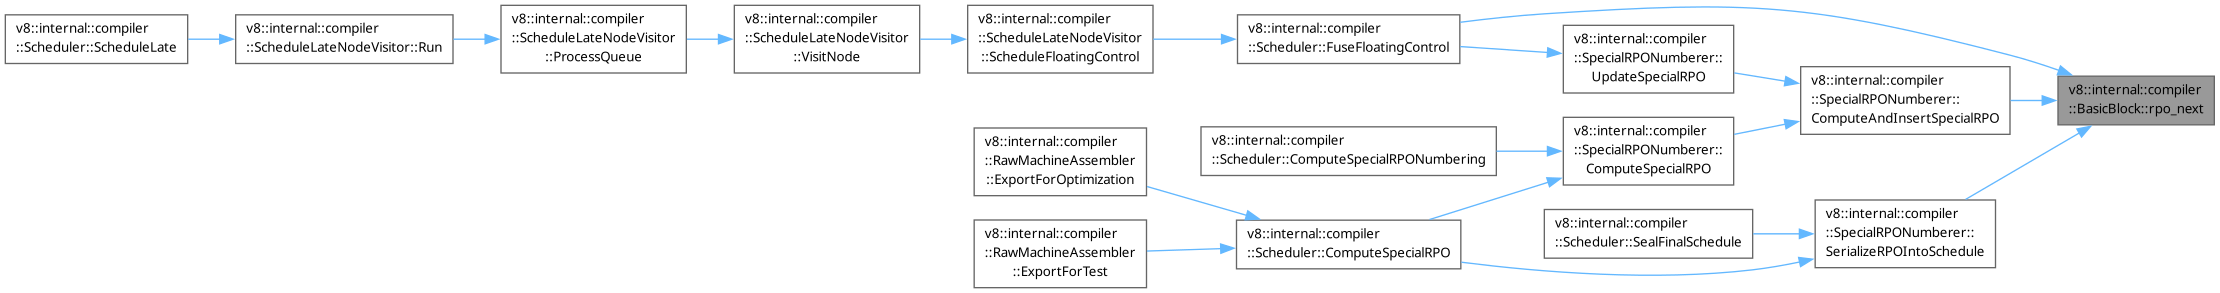 v8::internal::compiler
::Scheduler::ScheduleLate
v8::internal::compiler
::ScheduleLateNodeVisitor::Run
v8::internal::compiler
::ScheduleLateNodeVisitor
::ProcessQueue
v8::internal::compiler
::ScheduleLateNodeVisitor
::VisitNode
v8::internal::compiler
::ScheduleLateNodeVisitor
::ScheduleFloatingControl
v8::internal::compiler
::Scheduler::FuseFloatingControl
v8::internal::compiler
::SpecialRPONumberer::
UpdateSpecialRPO
v8::internal::compiler
::SpecialRPONumberer::
ComputeAndInsertSpecialRPO
v8::internal::compiler
::BasicBlock::rpo_next
v8::internal::compiler
::RawMachineAssembler
::ExportForOptimization
v8::internal::compiler
::Scheduler::ComputeSpecialRPONumbering
v8::internal::compiler
::SpecialRPONumberer::
ComputeSpecialRPO
v8::internal::compiler
::RawMachineAssembler
::ExportForTest
v8::internal::compiler
::Scheduler::ComputeSpecialRPO
v8::internal::compiler
::Scheduler::SealFinalSchedule
v8::internal::compiler
::SpecialRPONumberer::
SerializeRPOIntoSchedule